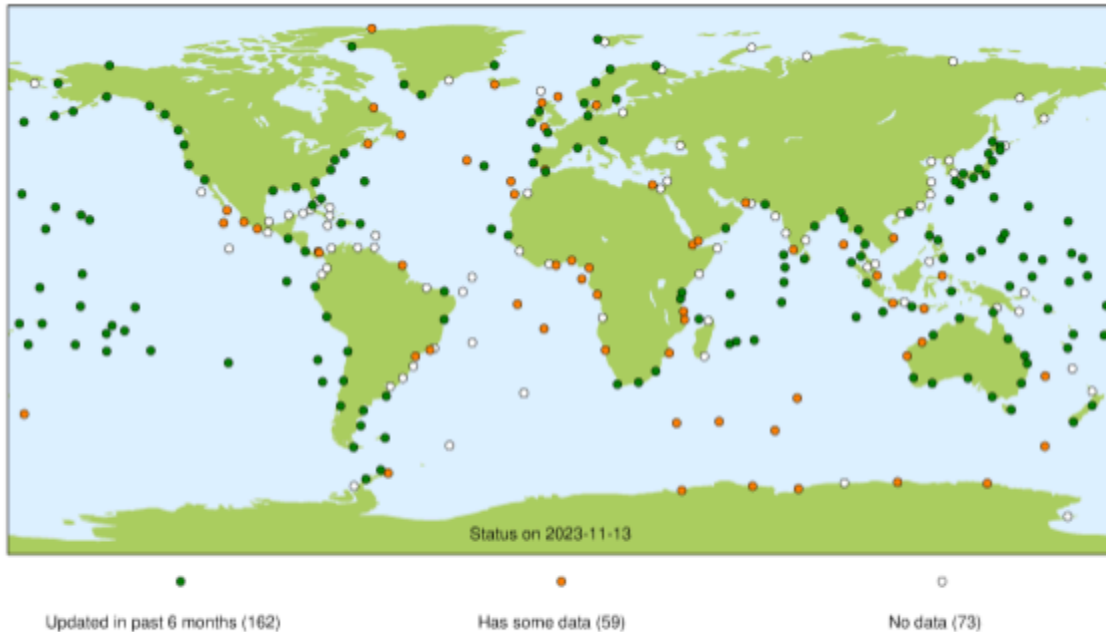 Status on 2023-11-13
Updated in past 6 months (162)
Has some data (59)
No data (73)